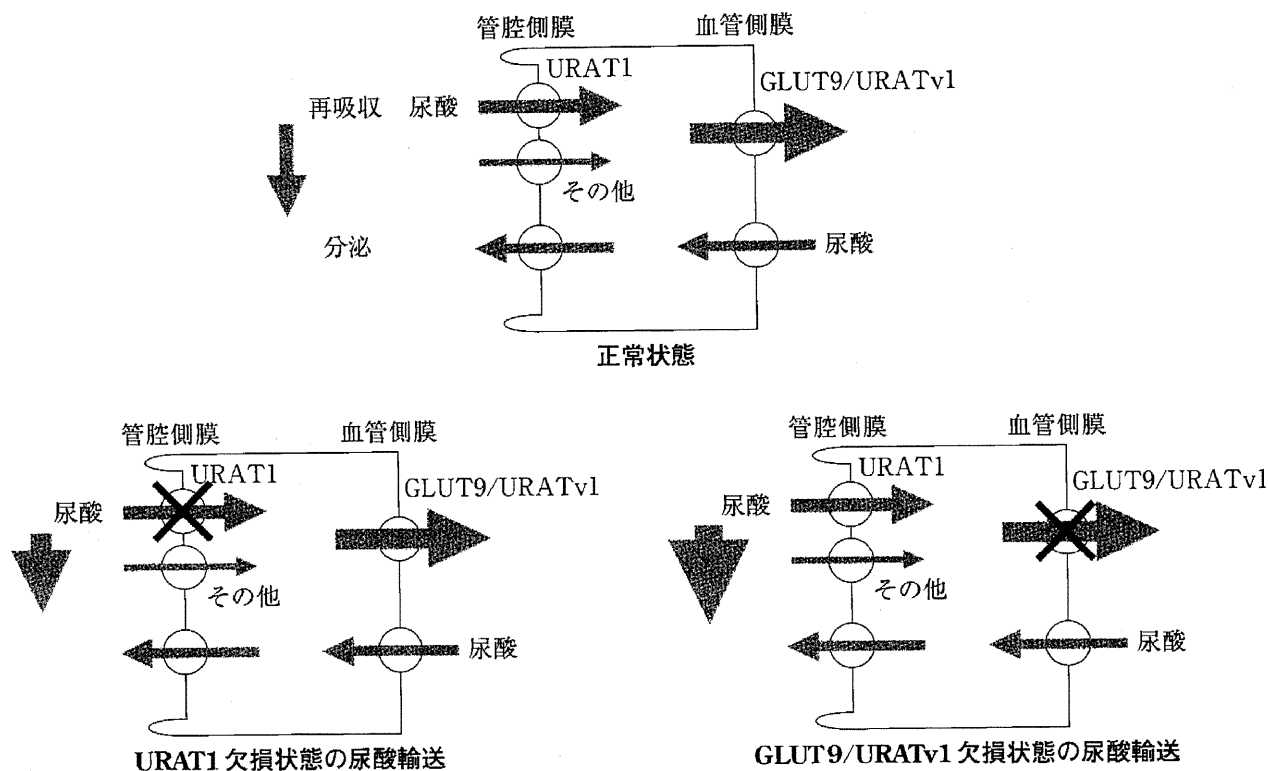 管腔側膜 血管側膜
URAT1
GLUT9/URATv1
再吸収 尿酸
その他
分泌 尿酸
正常状態
管腔側膜 血管側膜
URAT1
GLUT9/URATv1
尿酸
その他
尿酸
URAT1 欠損状態の尿酸輸送
管腔側膜 血管側膜
URAT1
GLUT9/URATv1
尿酸
その他
尿酸
GLUT9/URATv1 欠損状態の尿酸輸送